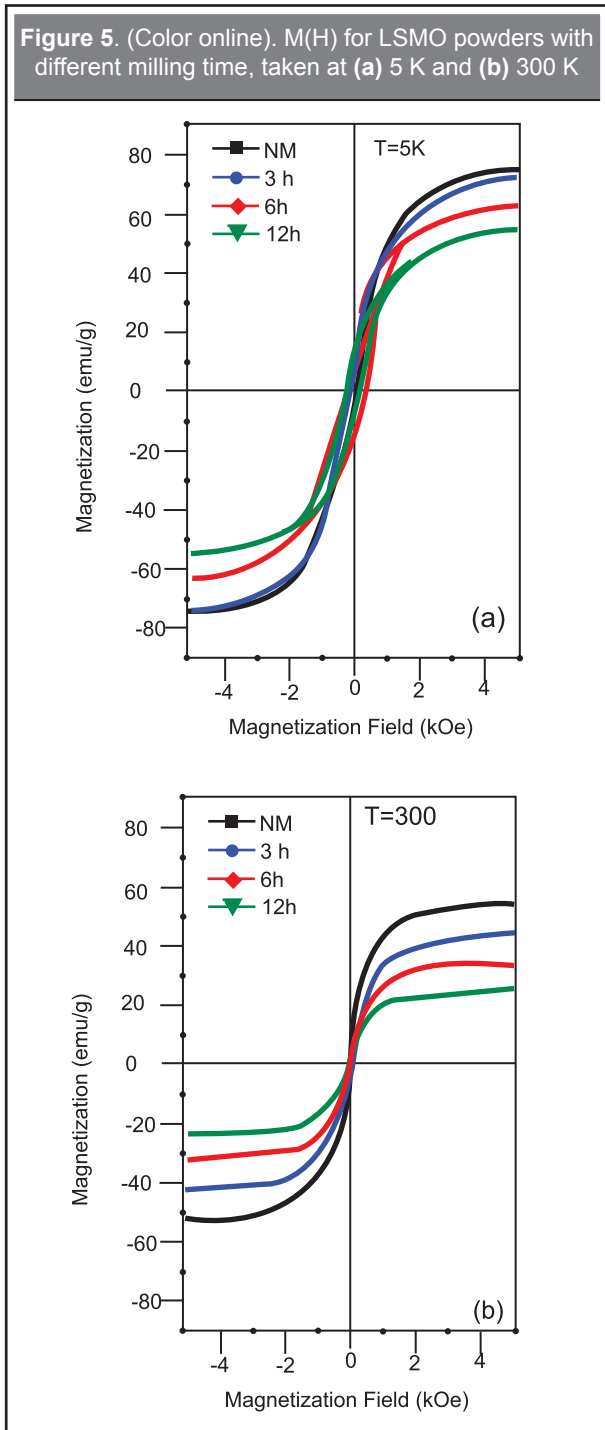 Figure 5. (Color online). M(H) for LSMO powders with
different milling time, taken at (a) 5 K and (b) 300 K
80
60
40
20
0
-20
-40
-60
-80
Magnetization (emu/g)
NM
3 h
6h
12h
T=5K
(a)
-4
-2
0
2
4
Magnetization Field (kOe)
80
60
40
20
0
-20
-40
-60
-80
Magnetization (emu/g)
NM
3 h
6h
12h
T=300
(b)
-4
-2
0
2
4
Magnetization Field (kOe)